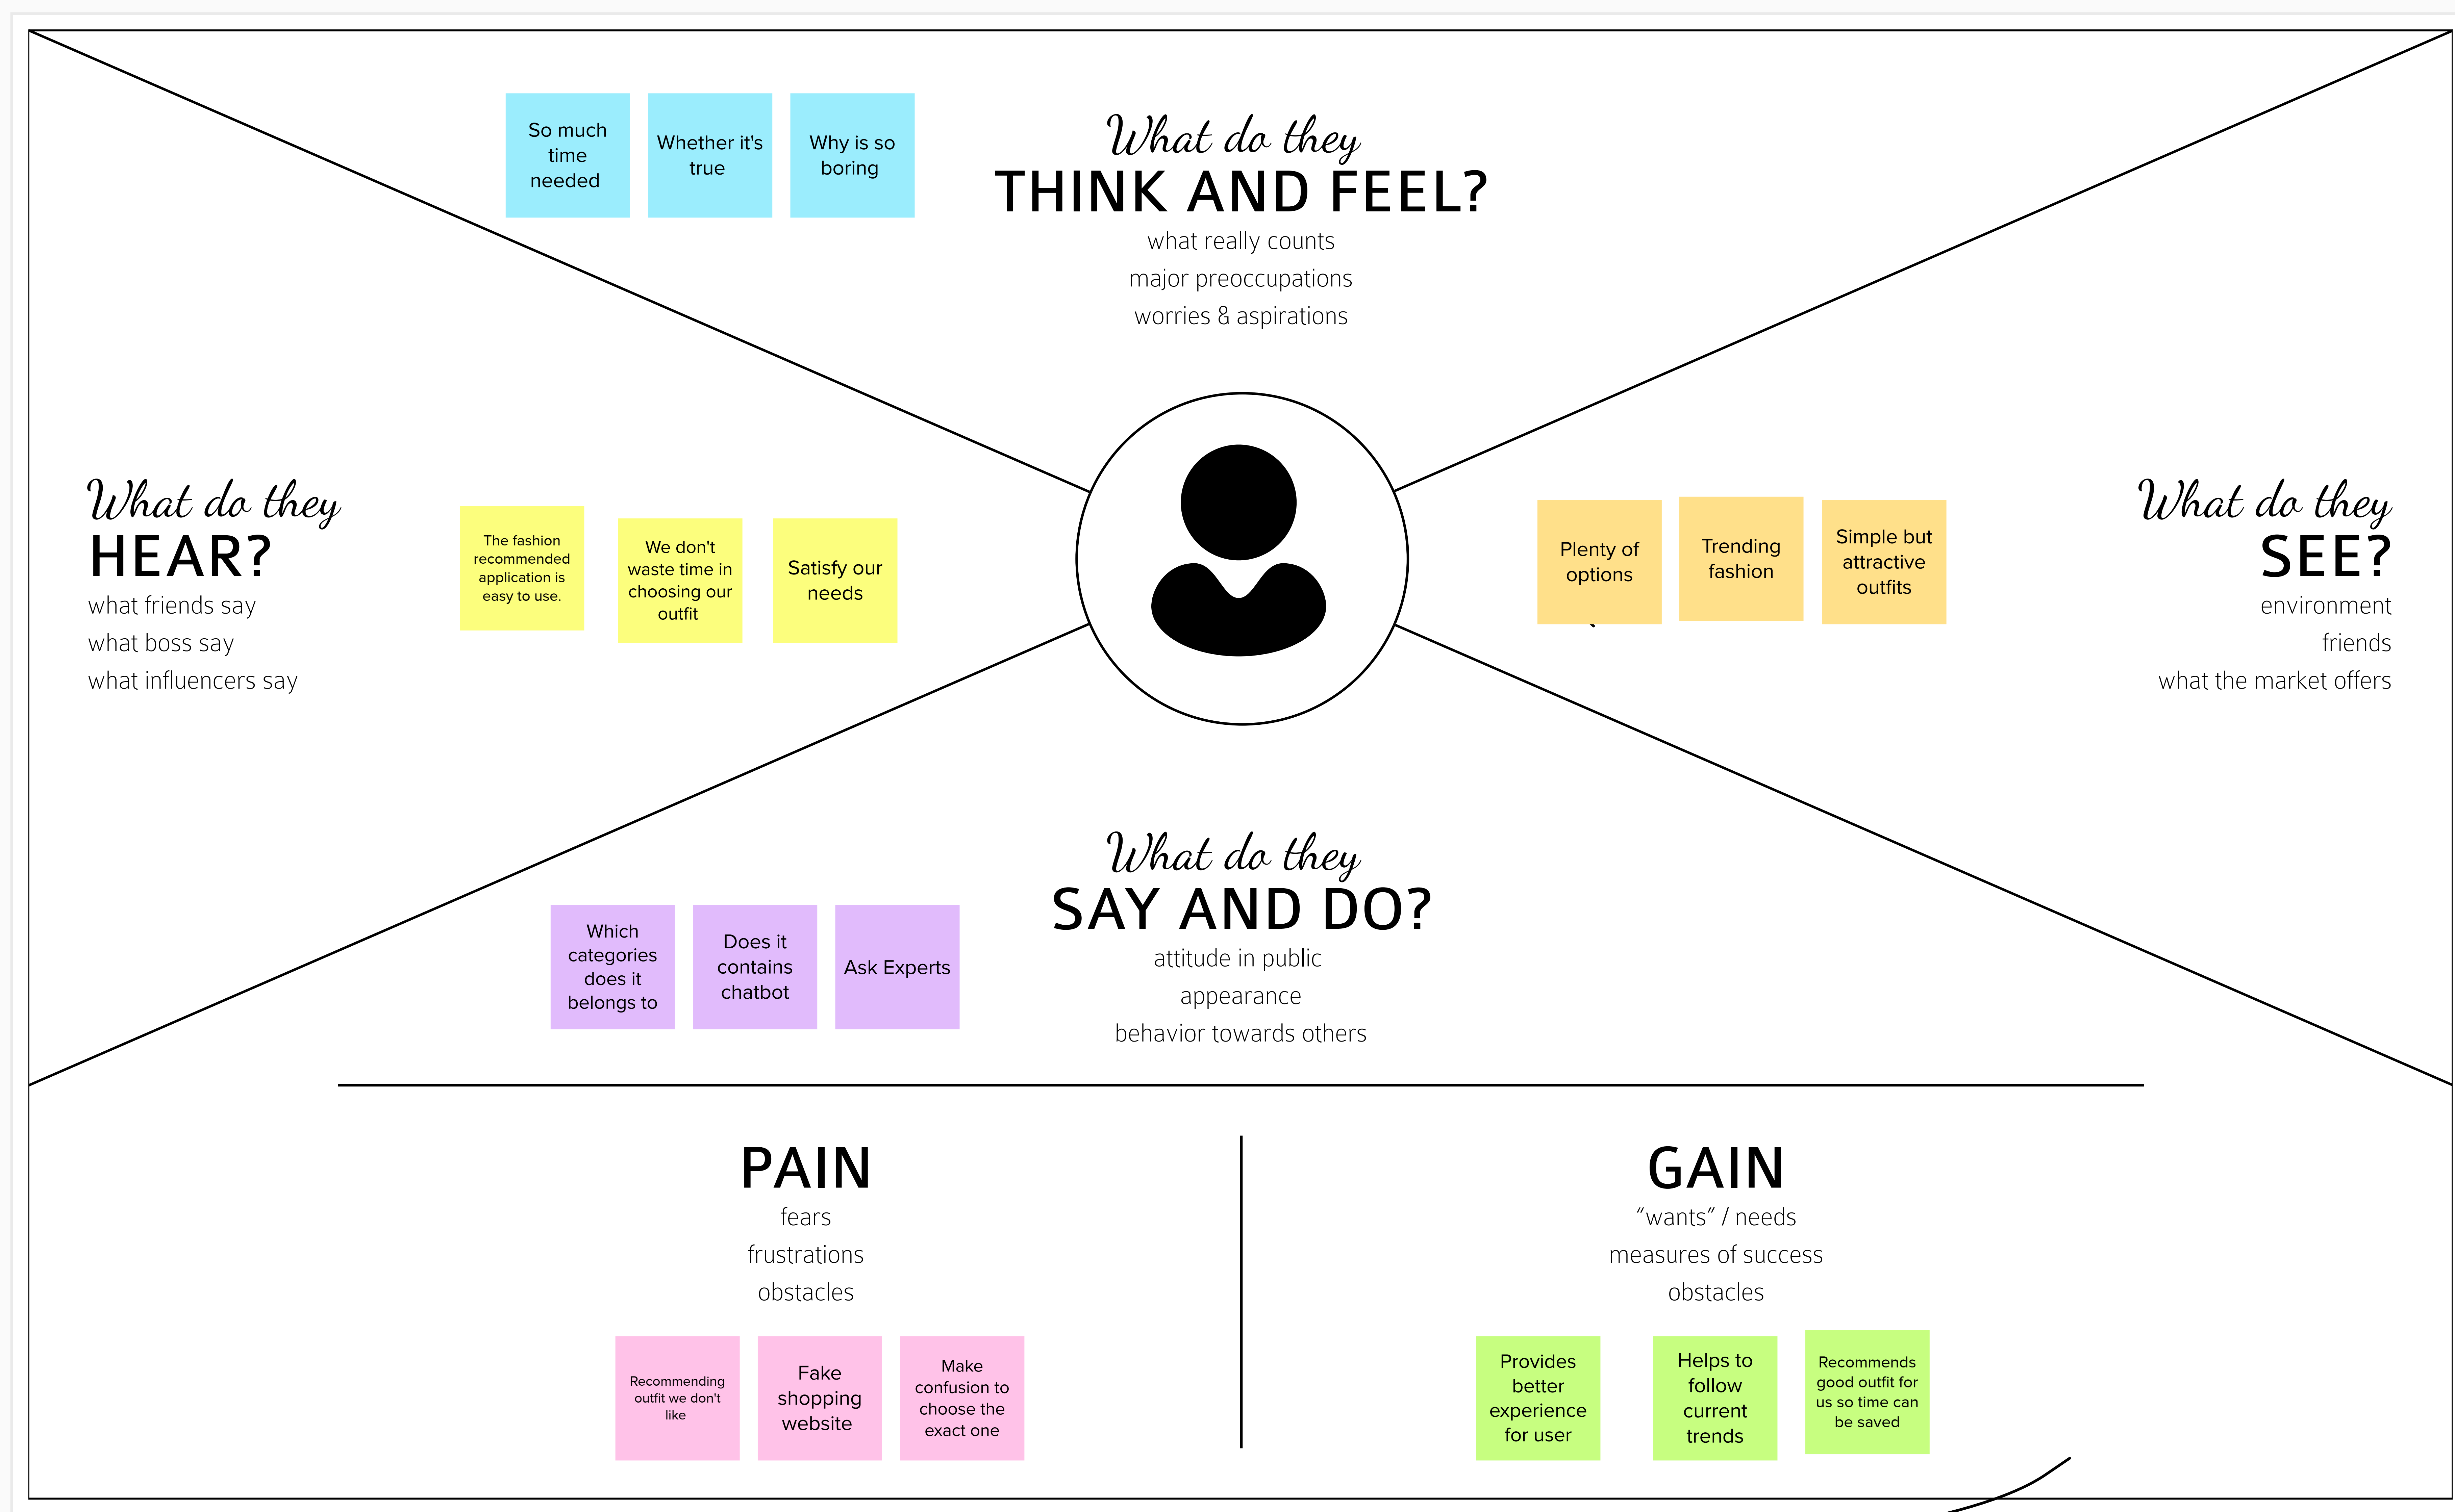 So much
time
needed
Whether it's
true
Why is so
boring
What do they
THINK AND FEEL?
what really counts
major preoccupations
worries & aspirations
What do they
HEAR?
what friends say
what boss say
what influencers say
The fashion
recommended
application is
easy to use.
We don't
waste time in
choosing our
outfit
Satisfy our
needs
Plenty of
options
Trending
fashion
Simple but
attractive
outfits
What do they
SEE?
environment
friends
what the market offers
What do they
SAY AND DO?
attitude in public
appearance
behavior towards others
Which
categories
does it
belongs to
Does it
contains
chatbot
Ask Experts
PAIN
fears
frustrations
obstacles
Recommending
outfit we don't
like
Fake
shopping
website
Make
confusion to
choose the
exact one
GAIN
“wants” / needs
measures of success
obstacles
Provides
better
experience
for user
Helps to
follow
current
trends
Recommends
good outfit for
us so time can
be saved